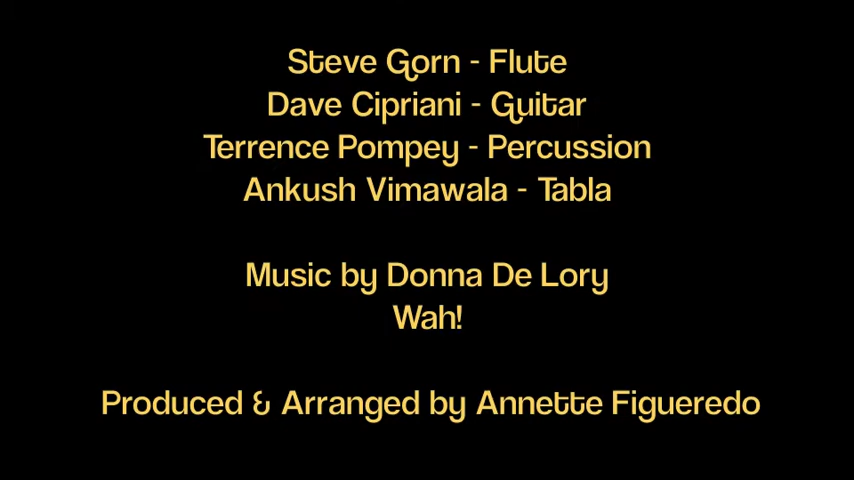 Steve Gorn - Flute
Dave Cipriani - Guitar
Terrence Pompey - Percussion
Ankush Vimawala - Tabla
Music by Donna De Lory
Wah!
Produced & Arranged by Annette Figueredo